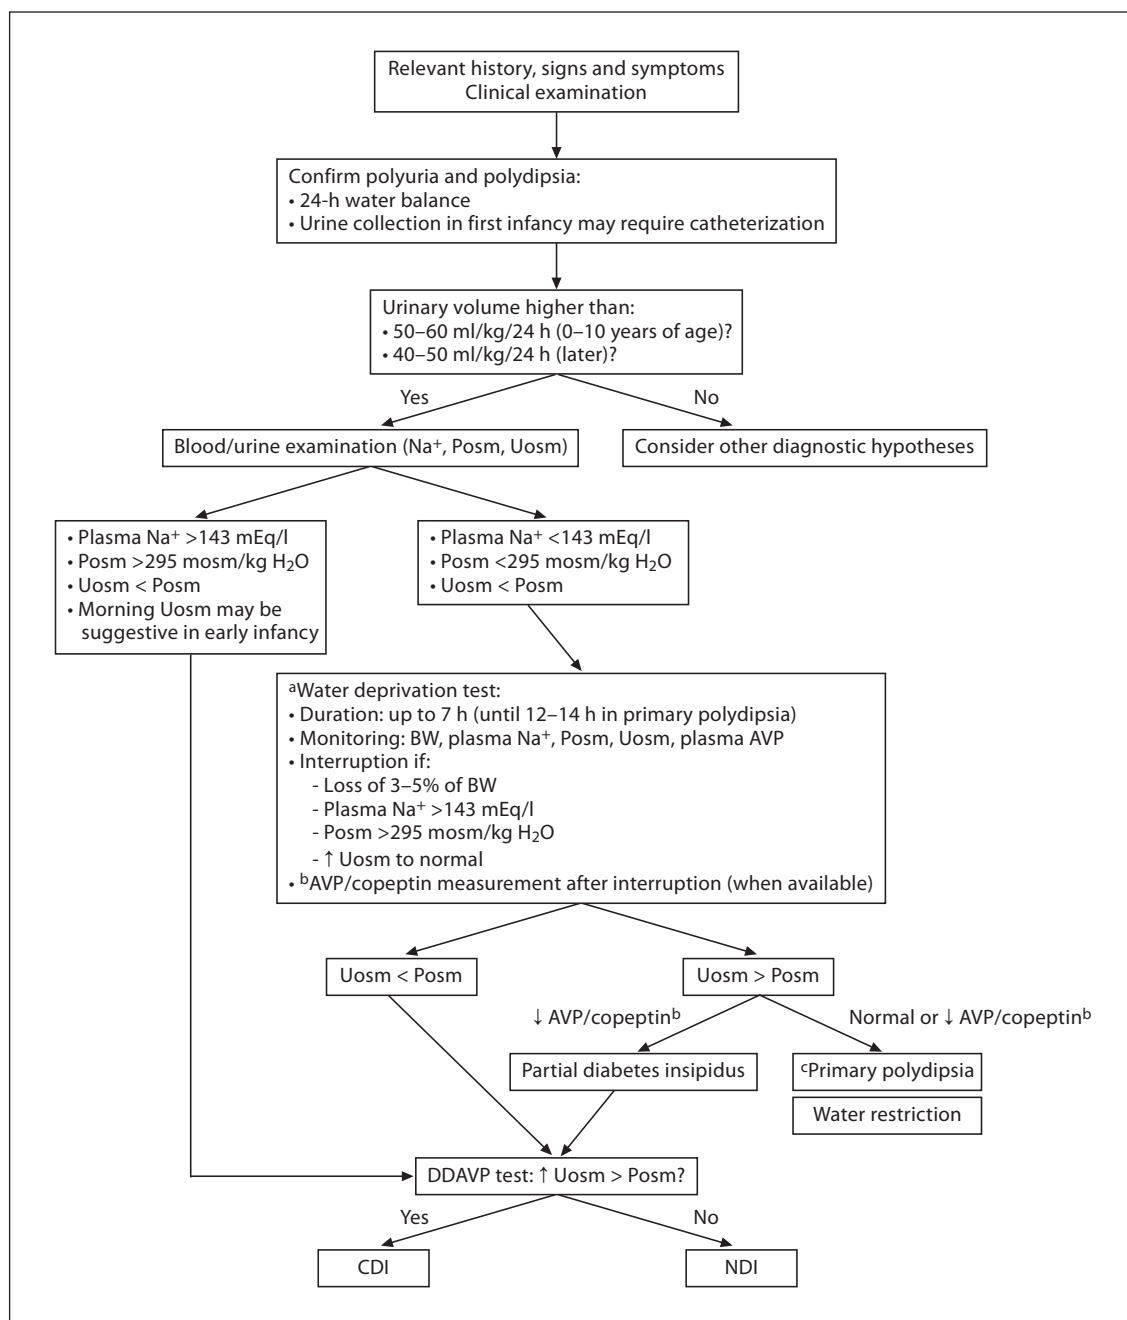 Relevant history, signs and symptoms
Clinical examination
Confirm polyuria and polydipsia:
• 24-h water balance
• Urine collection in first infancy may require catheterization
Urinary volume higher than:
• 50–60 ml/kg/24 h (0–10 years of age)?
• 40–50 ml/kg/24 h (later)?
Yes
No
Blood/urine examination (Na⁺, Posm, Uosm)
Consider other diagnostic hypotheses
• Plasma Na⁺ >143 mEq/l
• Posm >295 mosm/kg H₂O
• Uosm < Posm
• Morning Uosm may be
suggestive in early infancy
• Plasma Na⁺ <143 mEq/l
• Posm <295 mosm/kg H₂O
• Uosm < Posm
ᵃWater deprivation test:
• Duration: up to 7 h (until 12–14 h in primary polydipsia)
• Monitoring: BW, plasma Na⁺, Posm, Uosm, plasma AVP
• Interruption if:
- Loss of 3–5% of BW
- Plasma Na⁺ >143 mEq/l
- Posm >295 mosm/kg H₂O
- ↑ Uosm to normal
• ᵇAVP/copeptin measurement after interruption (when available)
Uosm < Posm
Uosm > Posm
↓ AVP/copeptinᵇ
Normal or ↓ AVP/copeptinᵇ
Partial diabetes insipidus
ᶜPrimary polydipsia
Water restriction
DDAVP test: ↑ Uosm > Posm?
Yes
No
CDI
NDI